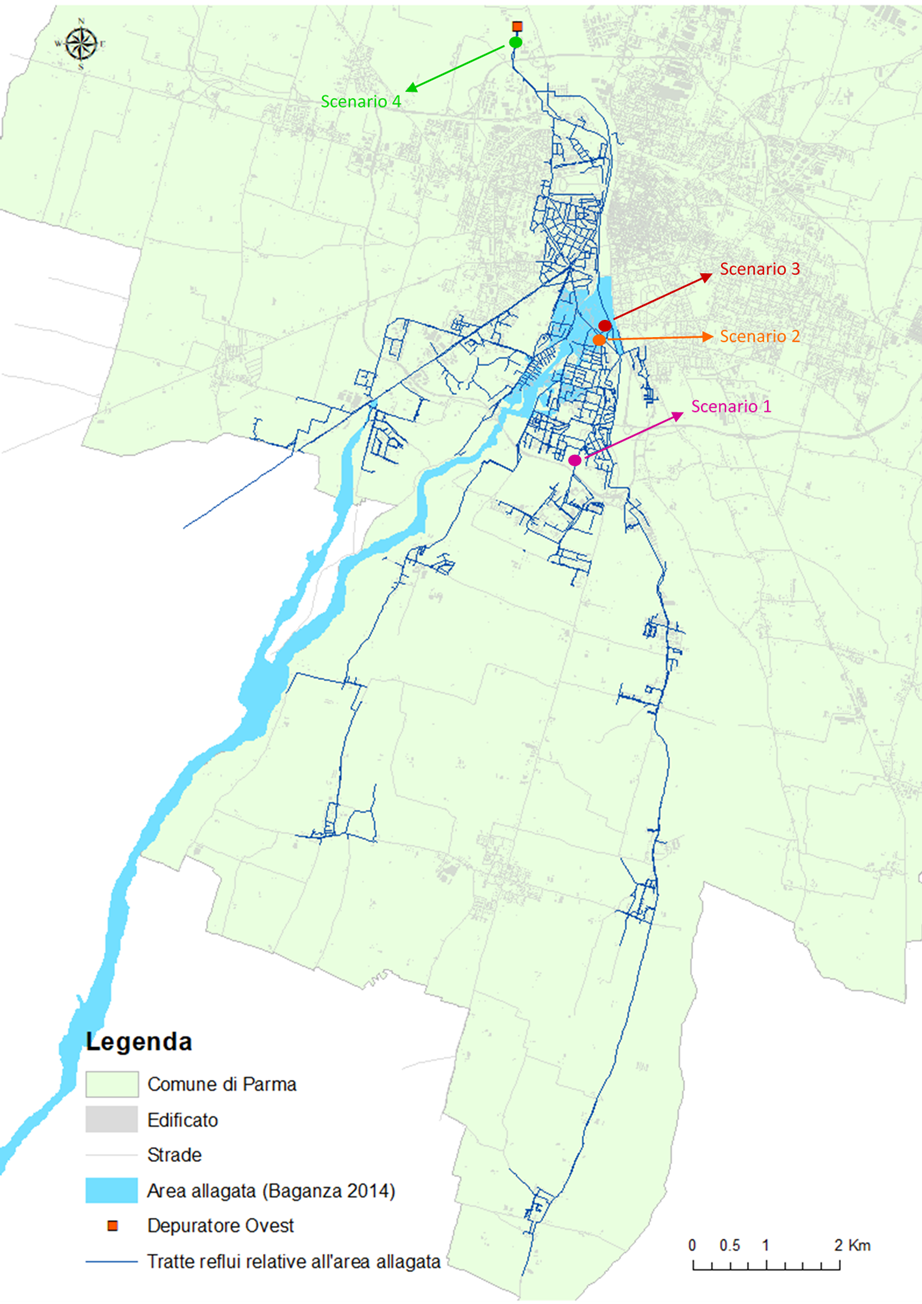 N
W E
S
Scenario 4
Scenario 3
Scenario 2
Scenario 1
Legenda
Comune di Parma
Edificato
Strade
Area allagata (Baganza 2014)
Depuratore Ovest
Tratte reflui relative all'area allagata
0 0.5 1 2 Km